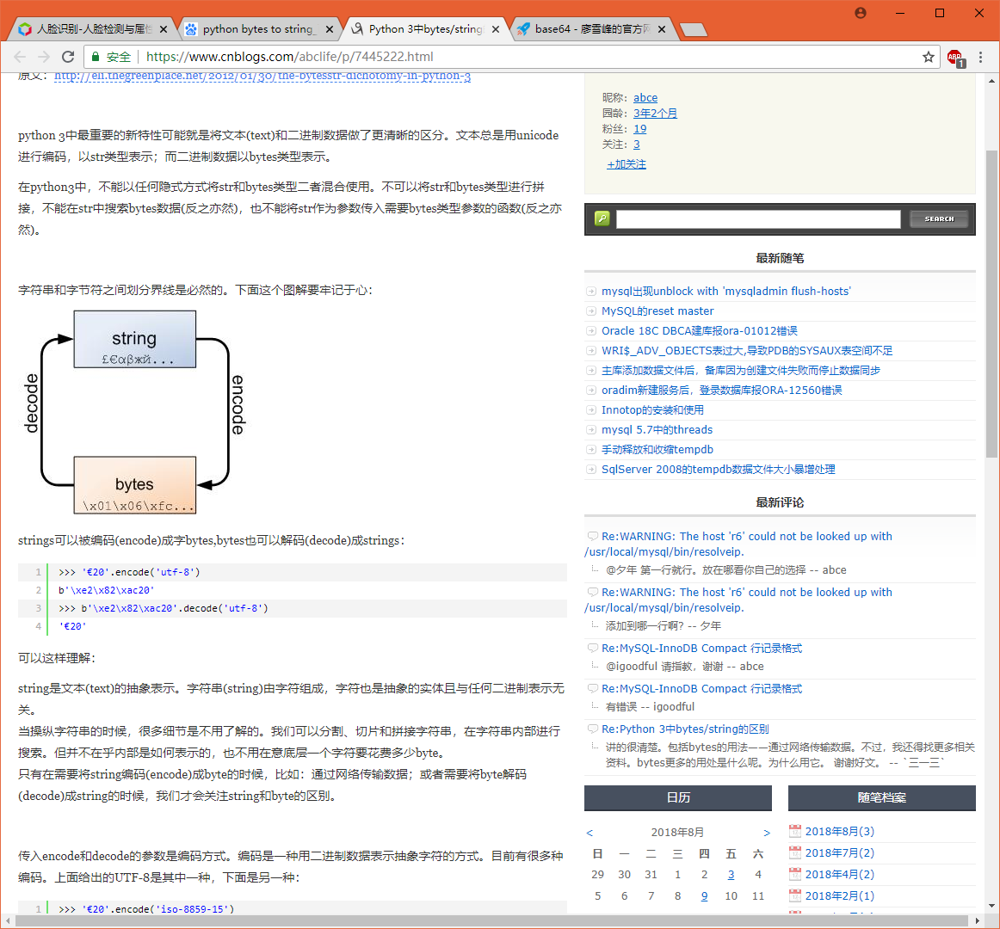 人脸识别-人脸检测与属性
python bytes to string_
Python 3中bytes/string
base64 - 廖雪峰的官方网
安全
https://www.cnblogs.com/abclife/p/7445222.html
ABP
1
原文：http://eli.thegreenplace.net/2012/01/30/the-bytesstr-dichotomy-in-python-3
python 3中最重要的新特性可能就是将文本(text)和二进制数据做了更清晰的区分。文本总是用unicode
进行编码，以str类型表示；而二进制数据以bytes类型表示。
在python3中，不能以任何隐式方式将str和bytes类型二者混合使用。不可以将str和bytes类型进行拼
接，不能在str中搜索bytes数据(反之亦然)，也不能将str作为参数传入需要bytes类型参数的函数(反之亦
然)。
字符串和字节符之间划分界线是必然的。下面这个图解要牢记于心：
string
£€αβжй...
decode
encode
bytes
\x01\x06\xfc...
strings可以被编码(encode)成字bytes,bytes也可以解码(decode)成strings：
1 >>> '€20'.encode('utf-8')
2 b'\xe2\x82\xac20'
3 >>> b'\xe2\x82\xac20'.decode('utf-8')
4 '€20'
可以这样理解：
string是文本(text)的抽象表示。字符串(string)由字符组成，字符也是抽象的实体且与任何二进制表示无
关。
当操纵字符串的时候，很多细节是不用了解的。我们可以分割、切片和拼接字符串，在字符串内部进行
搜索。但并不在乎内部是如何表示的，也不用在意底层一个字符要花费多少byte。
只有在需要将string编码(encode)成byte的时候，比如：通过网络传输数据；或者需要将byte解码
(decode)成string的时候，我们才会关注string和byte的区别。
传入encode和decode的参数是编码方式。编码是一种用二进制数据表示抽象字符的方式。目前有很多种
编码。上面给出的UTF-8是其中一种，下面是另一种：
1 >>> '€20'.encode('iso-8859-15')
昵称：abce
园龄：3年2个月
粉丝：19
关注：3
+加关注
SEARCH
最新随笔
mysql出现unblock with 'mysqladmin flush-hosts'
MySQL的reset master
Oracle 18C DBCA建库报ora-01012错误
WRI$_ADV_OBJECTS表过大,导致PDB的SYSAUX表空间不足
主库添加数据文件后，备库因为创建文件失败而停止数据同步
oradim新建服务后，登录数据库报ORA-12560错误
Innotop的安装和使用
mysql 5.7中的threads
手动释放和收缩tempdb
SqlServer 2008的tempdb数据文件大小暴增处理
最新评论
Re:WARNING: The host 'r6' could not be looked up with
/usr/local/mysql/bin/resolveip.
@夕年 第一行就行。放在哪看你自己的选择 -- abce
Re:WARNING: The host 'r6' could not be looked up with
/usr/local/mysql/bin/resolveip.
添加到哪一行啊？-- 夕年
Re:MySQL-InnoDB Compact 行记录格式
@igoodful 请指教，谢谢 -- abce
Re:MySQL-InnoDB Compact 行记录格式
有错误 -- igoodful
Re:Python 3中bytes/string的区别
讲的很清楚。包括bytes的用法——通过网络传输数据。不过，我还得找更多相关
资料。bytes更多的用处是什么呢。为什么用它。 谢谢好文。 -- `三一三`
日历
< 2018年8月 >
日 一 二 三 四 五 六
29 30 31 1 2 3 4
5 6 7 8 9 10 11
随笔档案
2018年8月(3)
2018年7月(2)
2018年4月(2)
2018年2月(1)